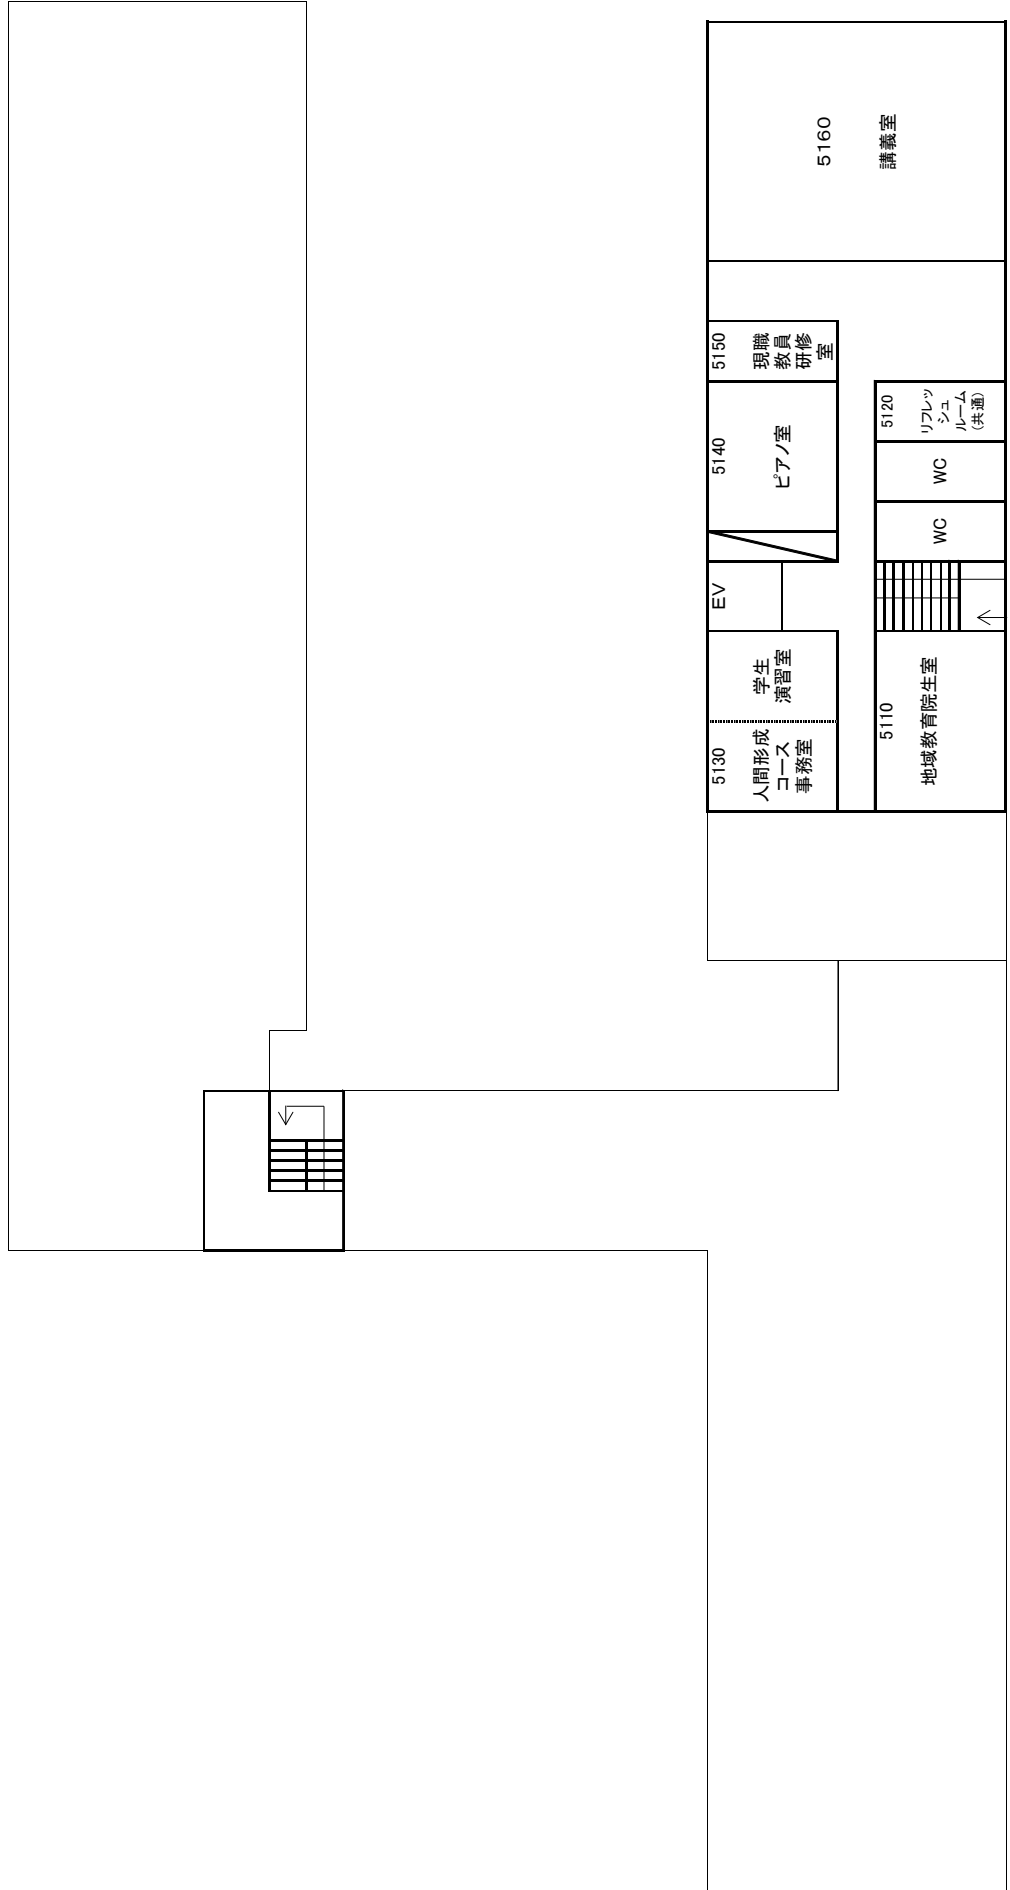 5160
講義室
5150
現職
教員
研修
室
5140
ピアノ室
5120
リフレッ
シュ
ルーム
(共通)
WC
WC
EV
学生
演習室
5130
人間形成
コース
事務室
5110
地域教育院生室